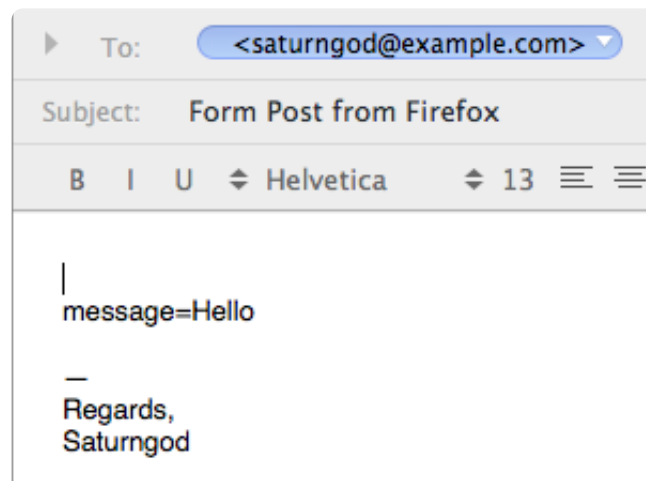 To: <saturngod@example.com>
Subject: Form Post from Firefox
B I U Helvetica 13
message=Hello
—
Regards,
Saturngod